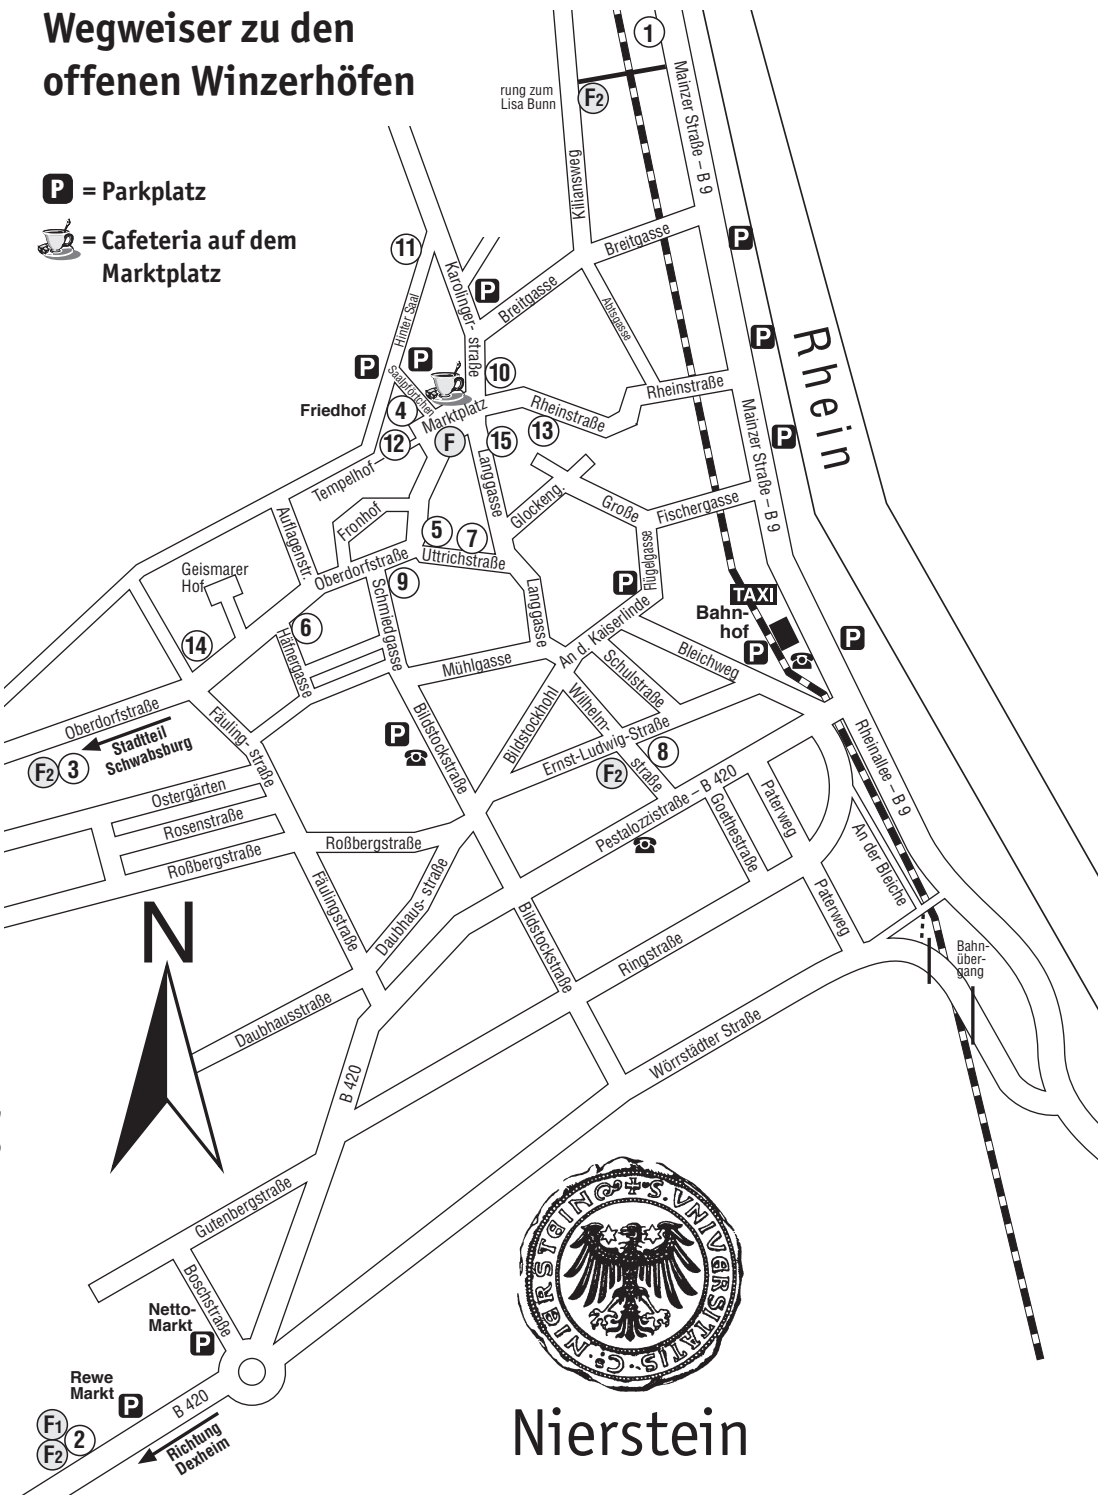 Wegweiser zu den
offenen Winzerhöfen
P = Parkplatz
= Cafeteria auf dem
Marktplatz
1
rung zum
Lisa Bunn
F2
Mainzer Straße – B 9
Kiliansweg
Breitgasse
P
11
Karolinger-
straße
P
Breitgasse
Abtsgasse
Hinter Saal
P
Rhein
P
P
Saalpförtchen
10
Rheinstraße
Friedhof
4
Marktplatz
Rheinstraße
Mainzer Straße – B 9
12
F
15
13
P
Tempelhof
Langgasse
Glockeng.
Große
Fischergasse
Auflagenstr.
Fronhof
5
7
Uttrichstraße
Hügelgasse
Geismarer
Hof
Oberdorfstraße
9
Schmiedgasse
Langgasse
P
TAXI
Bahn-
hof
P
P
An d. Kaiserlinde
6
14
Häfnergasse
Mühlgasse
Bleichweg
Schulstraße
Oberdorfstraße
Stadtteil
Schwabsburg
F2
3
Fäuling- straße
Bildstockstraße
Bildstockhohl
Wilhelm-
straße
Ernst-Ludwig-Straße
8
F2
P
Rheinallee – B 9
Ostergärten
Rosenstraße
Roßbergstraße
Roßbergstraße
Pestalozzistraße – B 420
Goethestraße
Paterweg
An der Bleiche
Fäulingstraße
Daubhaus- straße
N
Bildstockstraße
Paterweg
Ringstraße
Bahn-
über-
gang
Daubhausstraße
Wörrstädter Straße
B 420
Gutenbergstraße
Boschstraße
Netto-
Markt
P
Rewe
Markt
P
B 420
F1
F2
2
Richtung
Dexheim
S. UNIVERSITATIS . Cs . NIERSTEIN
Nierstein